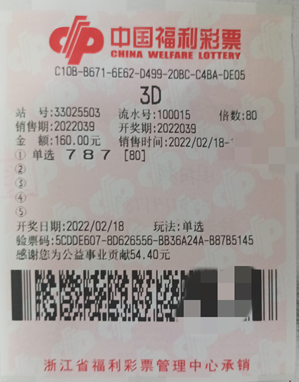 中国福利彩票
CHINA WELFARE LOTTERY
C10B-B671-6E62-D499-20BC-C4BA-DE05
3D
站 号:33025503 流水号:100015 倍数:80
销售期:2022039 开奖期:2022039
金 额:160.00元 销售时间:2022/02/18-
① 单选 787 [80]
②
③
④
⑤
开奖日期:2022/02/18 玩法:单选
验票码:5CDDE607-8D626556-BB36A24A-B87B5145
感谢您为公益事业贡献54.40元
浙江省福利彩票管理中心承销